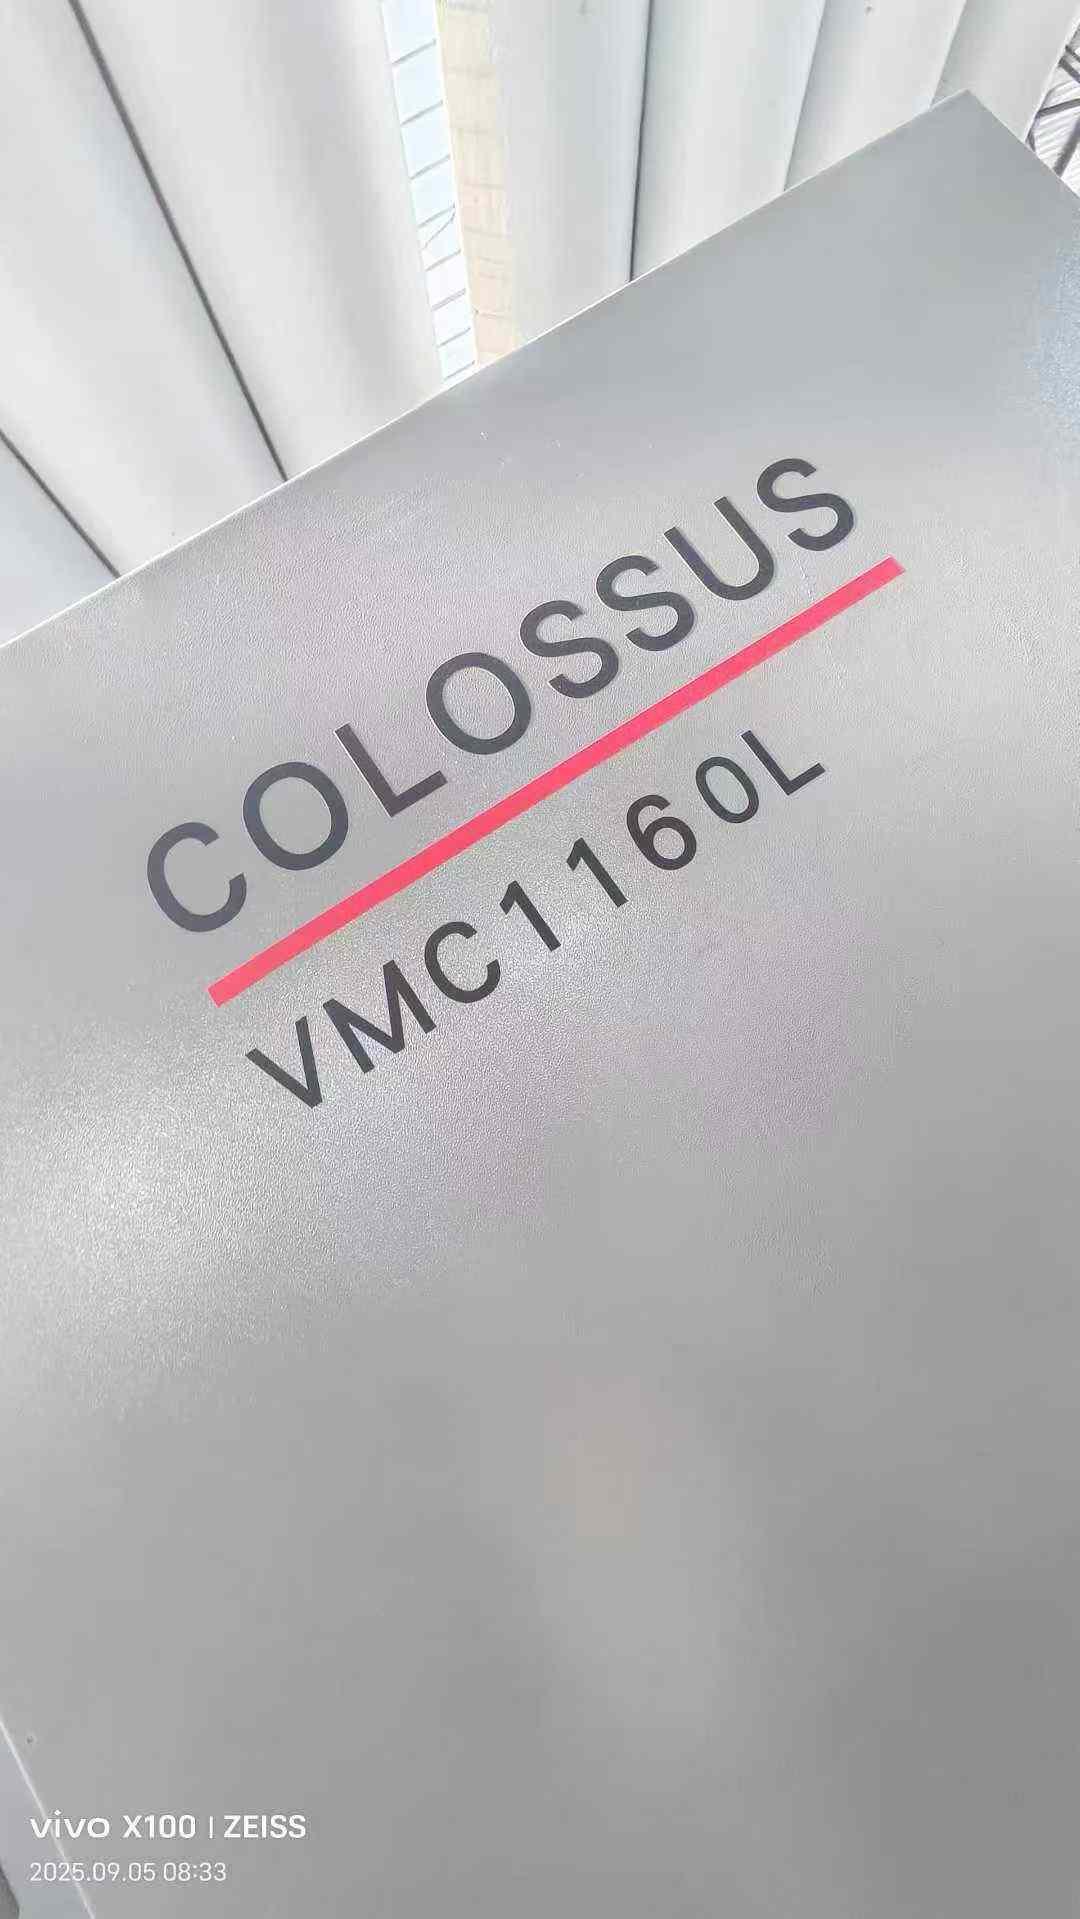 COLOSSUS
VMC1160L
vivo X100 | ZEISS
2025.09.05 08:33